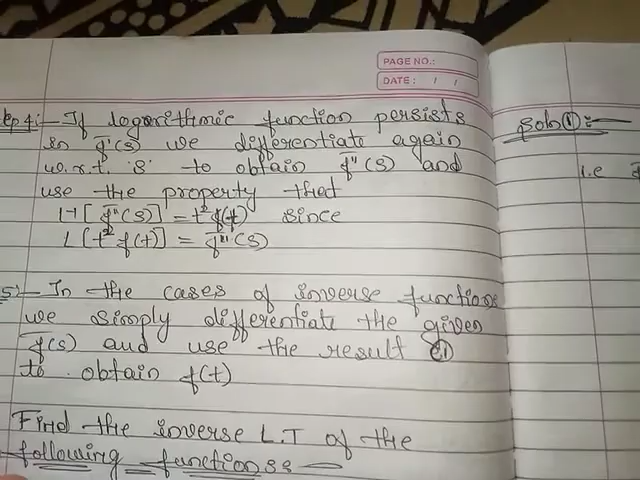 PAGE NO.:
DATE: / /
ep 4:- If logarithmic function persists
in f̄'(s) we differentiate again
w.r.t. 's' to obtain f̄''(s) and
use the property that
L-1[f̄''(s)] = t² f(t) since
L[t² f(t)] = f̄''(s)
5)- In the cases of inverse functions
we simply differentiate the given
f̄(s) and use the result ①
to obtain f(t)
Find the inverse L.T of the
following functions:-
Soln ①:-
i.e